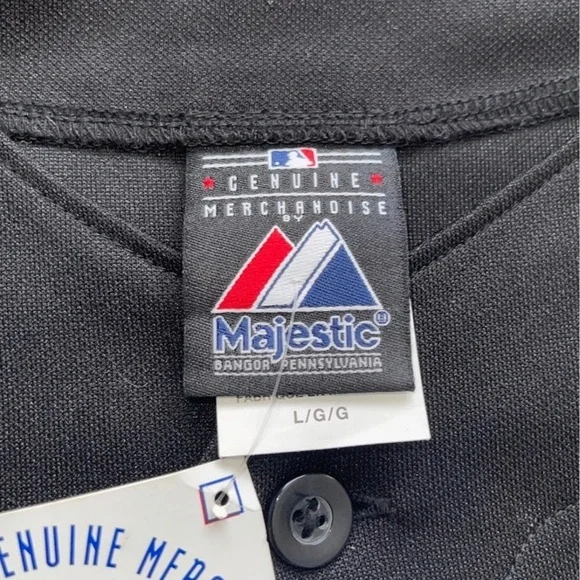 GENUINE
MERCHANDISE
BY
Majestic®
BANGOR, PENNSYLVANIA
L/G/G
GENUINE MER